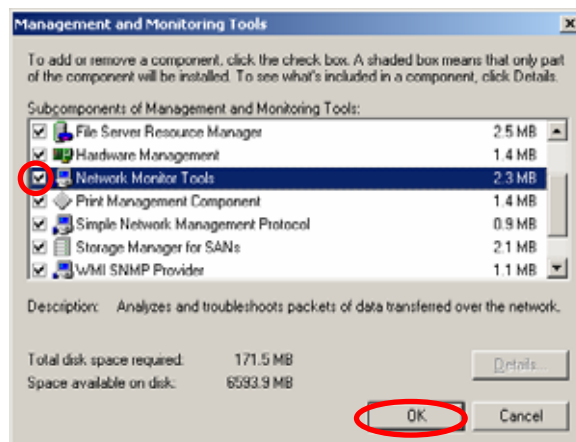 Management and Monitoring Tools
To add or remove a component, click the check box. A shaded box means that only part
of the component will be installed. To see what's included in a component, click Details.
Subcomponents of Management and Monitoring Tools:
File Server Resource Manager 2.5 MB
Hardware Management 1.4 MB
Network Monitor Tools 2.3 MB
Print Management Component 1.4 MB
Simple Network Management Protocol 0.9 MB
Storage Manager for SANs 2.1 MB
WMI SNMP Provider 1.1 MB
Description: Analyzes and troubleshoots packets of data transferred over the network.
Total disk space required: 171.5 MB
Space available on disk: 6593.9 MB
Details...
OK Cancel